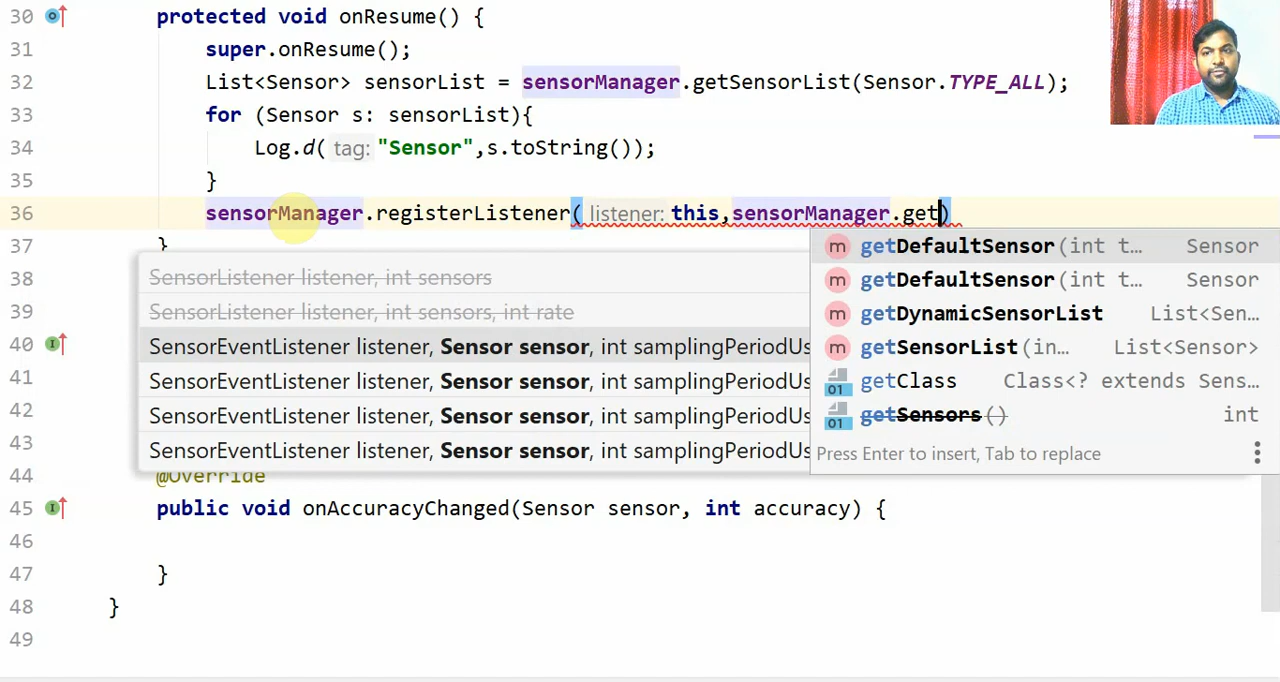 30 protected void onResume() {
31 super.onResume();
32 List<Sensor> sensorList = sensorManager.getSensorList(Sensor.TYPE_ALL);
33 for (Sensor s: sensorList){
34 Log.d( tag: "Sensor",s.toString());
35 }
36 sensorManager.registerListener( listener: this,sensorManager.get)
37 }
38
39
40
41
42
43
44 @Override
45 public void onAccuracyChanged(Sensor sensor, int accuracy) {
46
47 }
48 }
49
SensorListener listener, int sensors
SensorListener listener, int sensors, int rate
SensorEventListener listener, Sensor sensor, int samplingPeriodUs
SensorEventListener listener, Sensor sensor, int samplingPeriodUs
SensorEventListener listener, Sensor sensor, int samplingPeriodUs
SensorEventListener listener, Sensor sensor, int samplingPeriodUs
m getDefaultSensor(int t… Sensor
m getDefaultSensor(int t… Sensor
m getDynamicSensorList List<Sen…
m getSensorList(in… List<Sensor>
01 getClass Class<? extends Sens…
01 getSensors() int
Press Enter to insert, Tab to replace